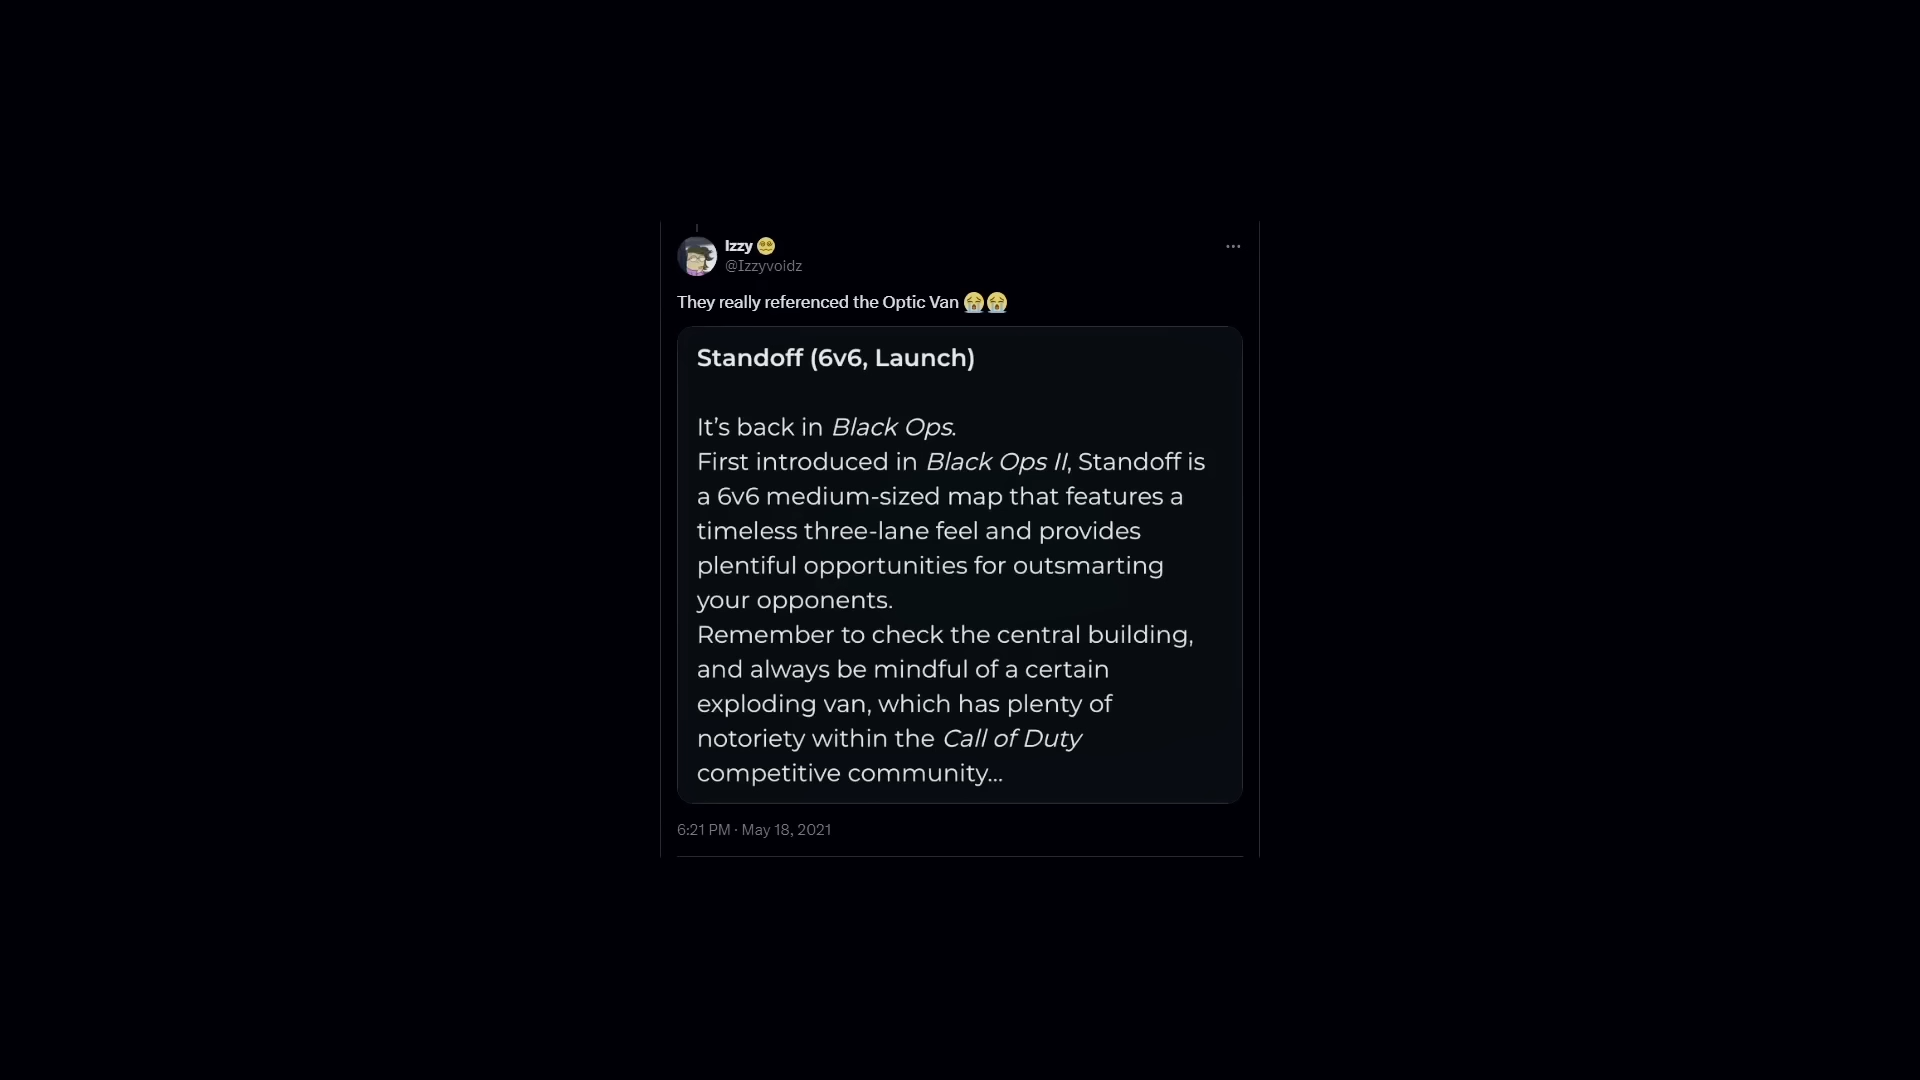 Izzy 😵‍💫
@Izzyvoidz
They really referenced the Optic Van 😭😭
Standoff (6v6, Launch)
It’s back in Black Ops.
First introduced in Black Ops II, Standoff is
a 6v6 medium-sized map that features a
timeless three-lane feel and provides
plentiful opportunities for outsmarting
your opponents.
Remember to check the central building,
and always be mindful of a certain
exploding van, which has plenty of
notoriety within the Call of Duty
competitive community...
6:21 PM · May 18, 2021